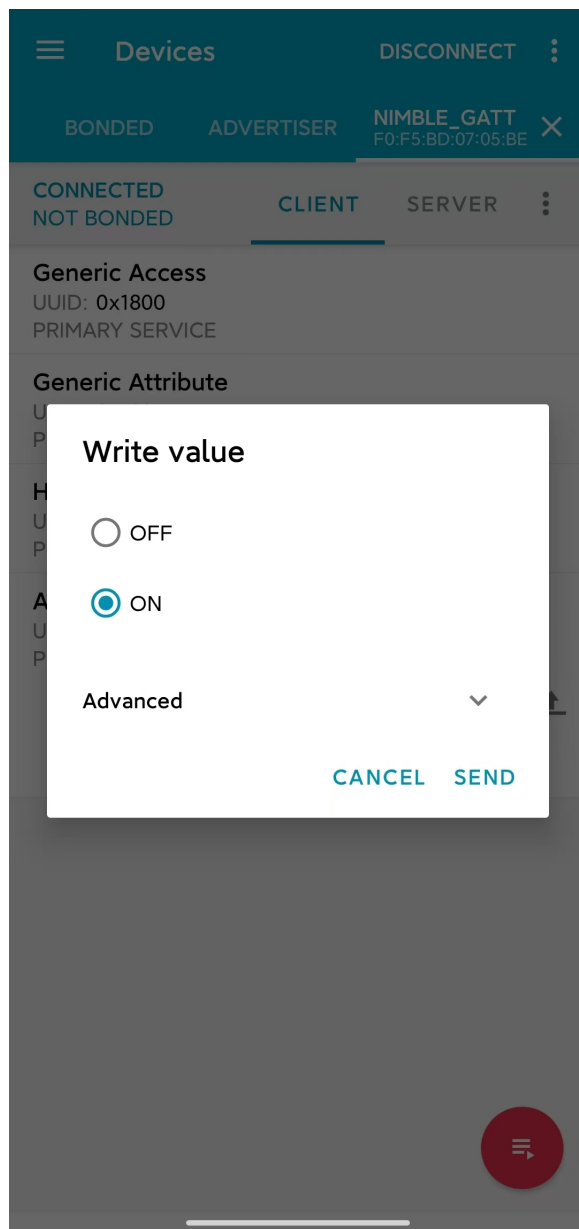 Devices
DISCONNECT
BONDED
ADVERTISER
NIMBLE_GATT
F0:F5:BD:07:05:BE
CONNECTED
NOT BONDED
CLIENT
SERVER
Generic Access
UUID: 0x1800
PRIMARY SERVICE
Generic Attribute
Write value
OFF
ON
Advanced
CANCEL
SEND